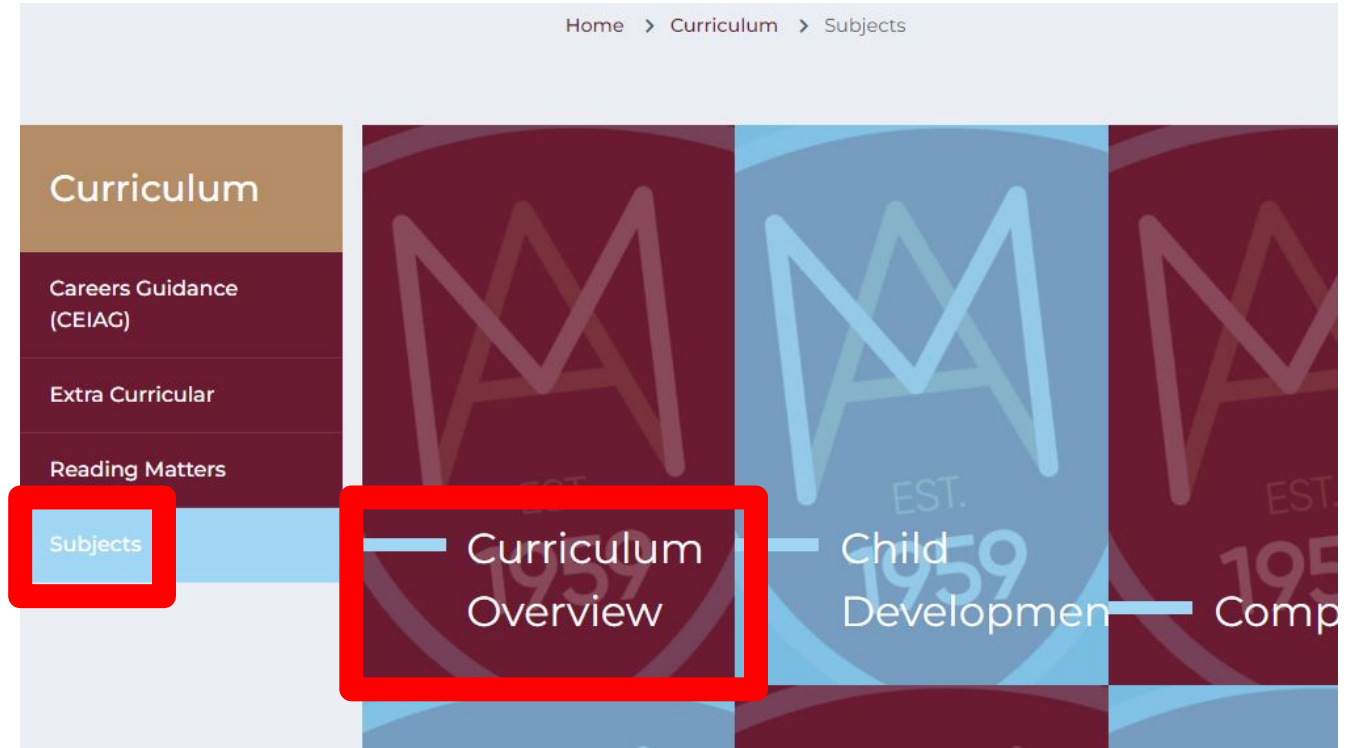 Home > Curriculum > Subjects
Curriculum
Careers Guidance
(CEIAG)
Extra Curricular
Reading Matters
Subjects
EST
1959
Curriculum
Overview
EST.
1959
Child
Developmen
EST.
195
Comp